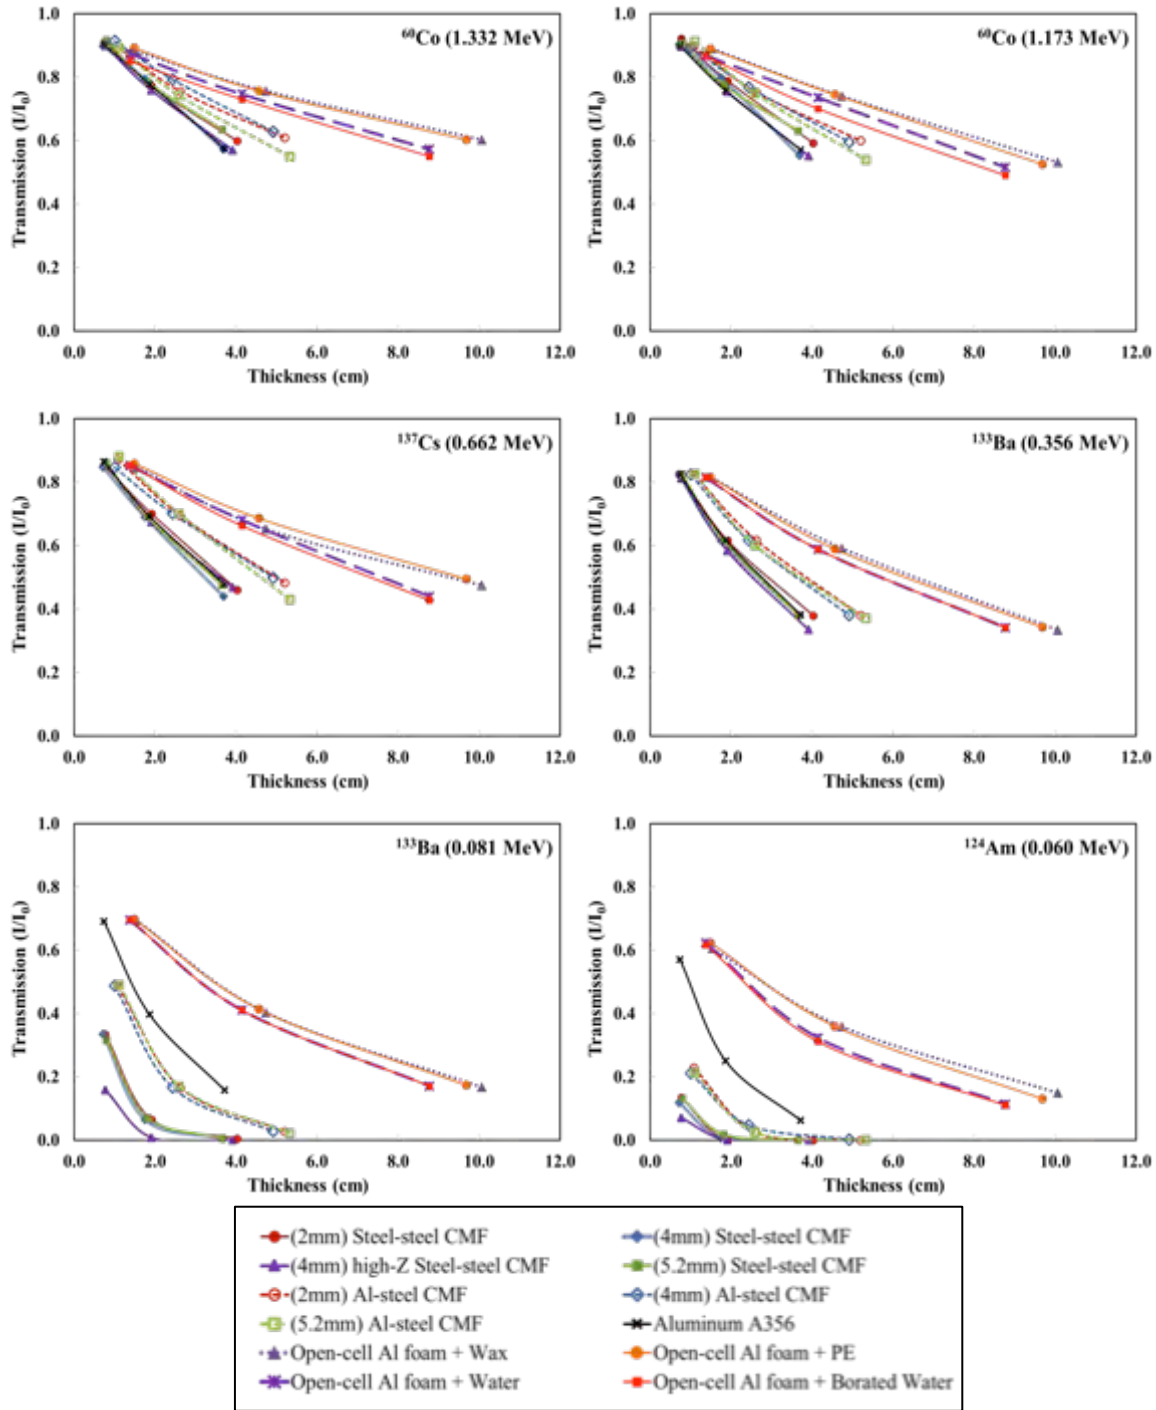 ⁶⁰Co (1.332 MeV)
1.0
0.8
0.6
0.4
0.2
0.0
Transmission (I/I₀)
0.0 2.0 4.0 6.0 8.0 10.0 12.0
Thickness (cm)
⁶⁰Co (1.173 MeV)
1.0
0.8
0.6
0.4
0.2
0.0
Transmission (I/I₀)
0.0 2.0 4.0 6.0 8.0 10.0 12.0
Thickness (cm)
¹³⁷Cs (0.662 MeV)
1.0
0.8
0.6
0.4
0.2
0.0
Transmission (I/I₀)
0.0 2.0 4.0 6.0 8.0 10.0 12.0
Thickness (cm)
¹³³Ba (0.356 MeV)
1.0
0.8
0.6
0.4
0.2
0.0
Transmission (I/I₀)
0.0 2.0 4.0 6.0 8.0 10.0 12.0
Thickness (cm)
¹³³Ba (0.081 MeV)
1.0
0.8
0.6
0.4
0.2
0.0
Transmission (I/I₀)
0.0 2.0 4.0 6.0 8.0 10.0 12.0
Thickness (cm)
¹²⁴Am (0.060 MeV)
1.0
0.8
0.6
0.4
0.2
0.0
Transmission (I/I₀)
0.0 2.0 4.0 6.0 8.0 10.0 12.0
Thickness (cm)
(2mm) Steel-steel CMF
(4mm) Steel-steel CMF
(4mm) high-Z Steel-steel CMF
(5.2mm) Steel-steel CMF
(2mm) Al-steel CMF
(4mm) Al-steel CMF
(5.2mm) Al-steel CMF
Aluminum A356
Open-cell Al foam + Wax
Open-cell Al foam + PE
Open-cell Al foam + Water
Open-cell Al foam + Borated Water